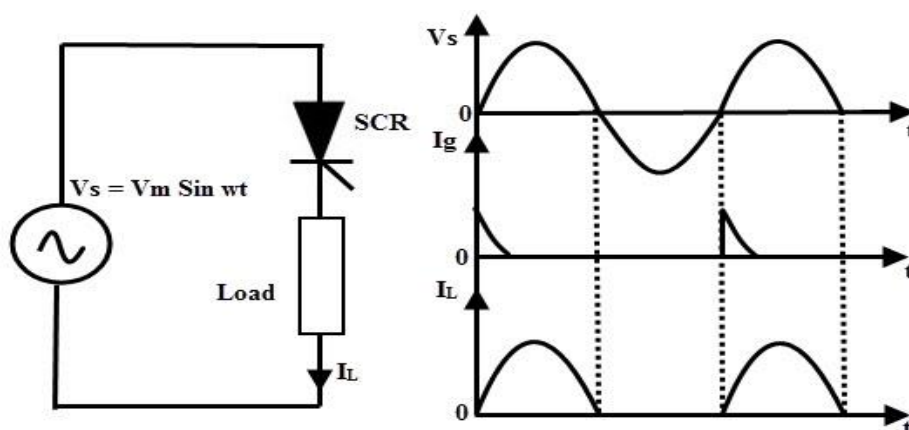 SCR
Vs = Vm Sin wt
Load
IL
Vs
0
t
Ig
0
t
IL
0
t